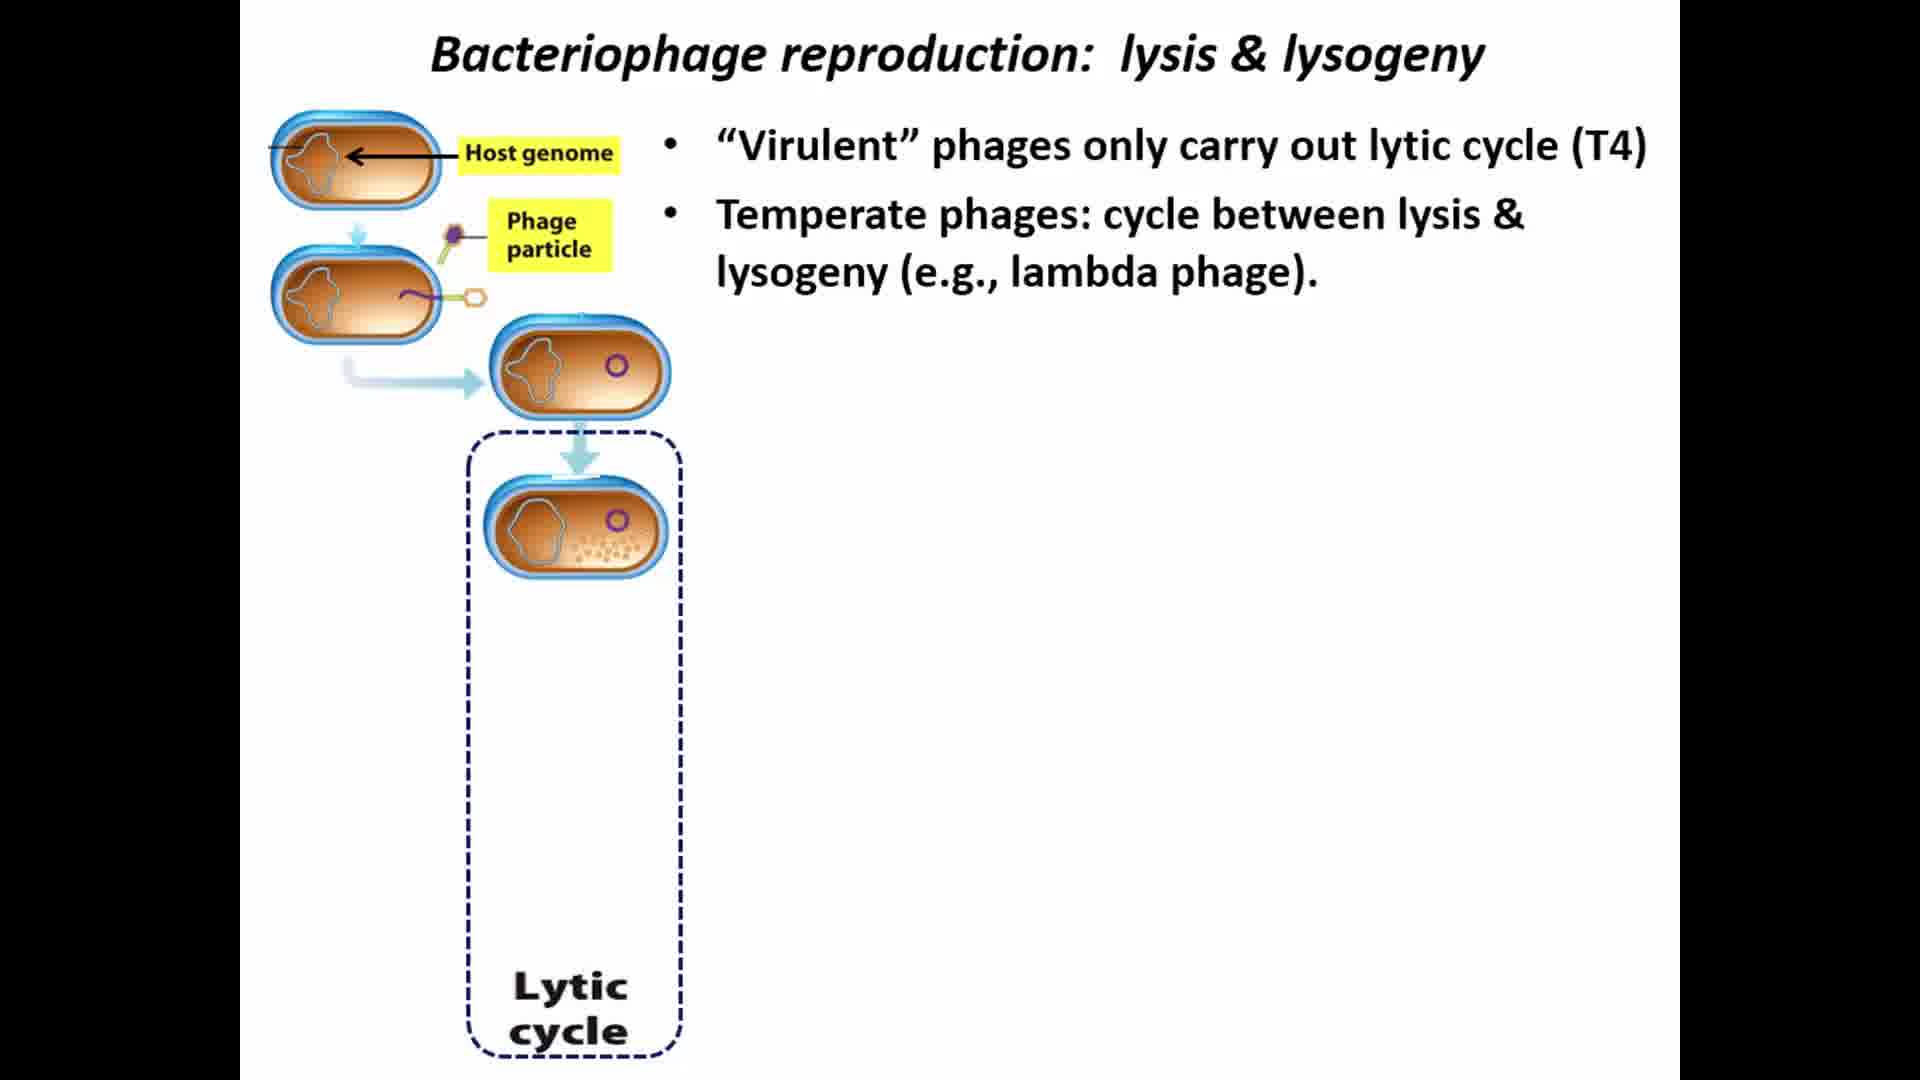 Bacteriophage reproduction: lysis & lysogeny
Host genome
Phage
particle
• “Virulent” phages only carry out lytic cycle (T4)
• Temperate phages: cycle between lysis &
lysogeny (e.g., lambda phage).
Lytic
cycle